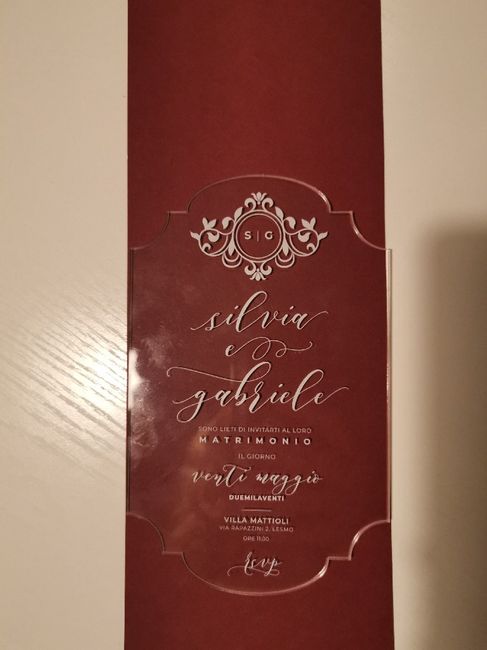 S | G
silvia
e
gabriele
SONO LIETI DI INVITARTI AL LORO
MATRIMONIO
IL GIORNO
venti maggio
DUEMILAVENTI
VILLA MATTIOLI
VIA RAPAZZINI 2, LESMO
ORE 11.00
rsvp